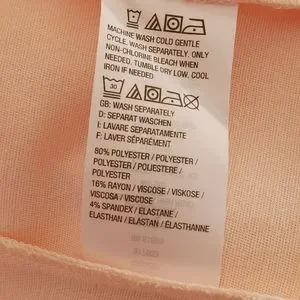 MACHINE WASH COLD GENTLE
CYCLE. WASH SEPARATELY. ONLY
NON-CHLORINE BLEACH WHEN
NEEDED. TUMBLE DRY LOW. COOL
IRON IF NEEDED
30
GB: WASH SEPARATELY
D: SEPARAT WASCHEN
I: LAVARE SEPARATAMENTE
F: LAVER SÉPARÉMENT
80% POLYESTER / POLYESTER /
POLYESTER / POLIESTERE /
POLIESTER
16% RAYON / VISCOSE / VISKOSE /
VISCOSA / VISCOSE
4% SPANDEX / ELASTANE /
ELASTHAN / ELASTAN / ÉLASTHANNE